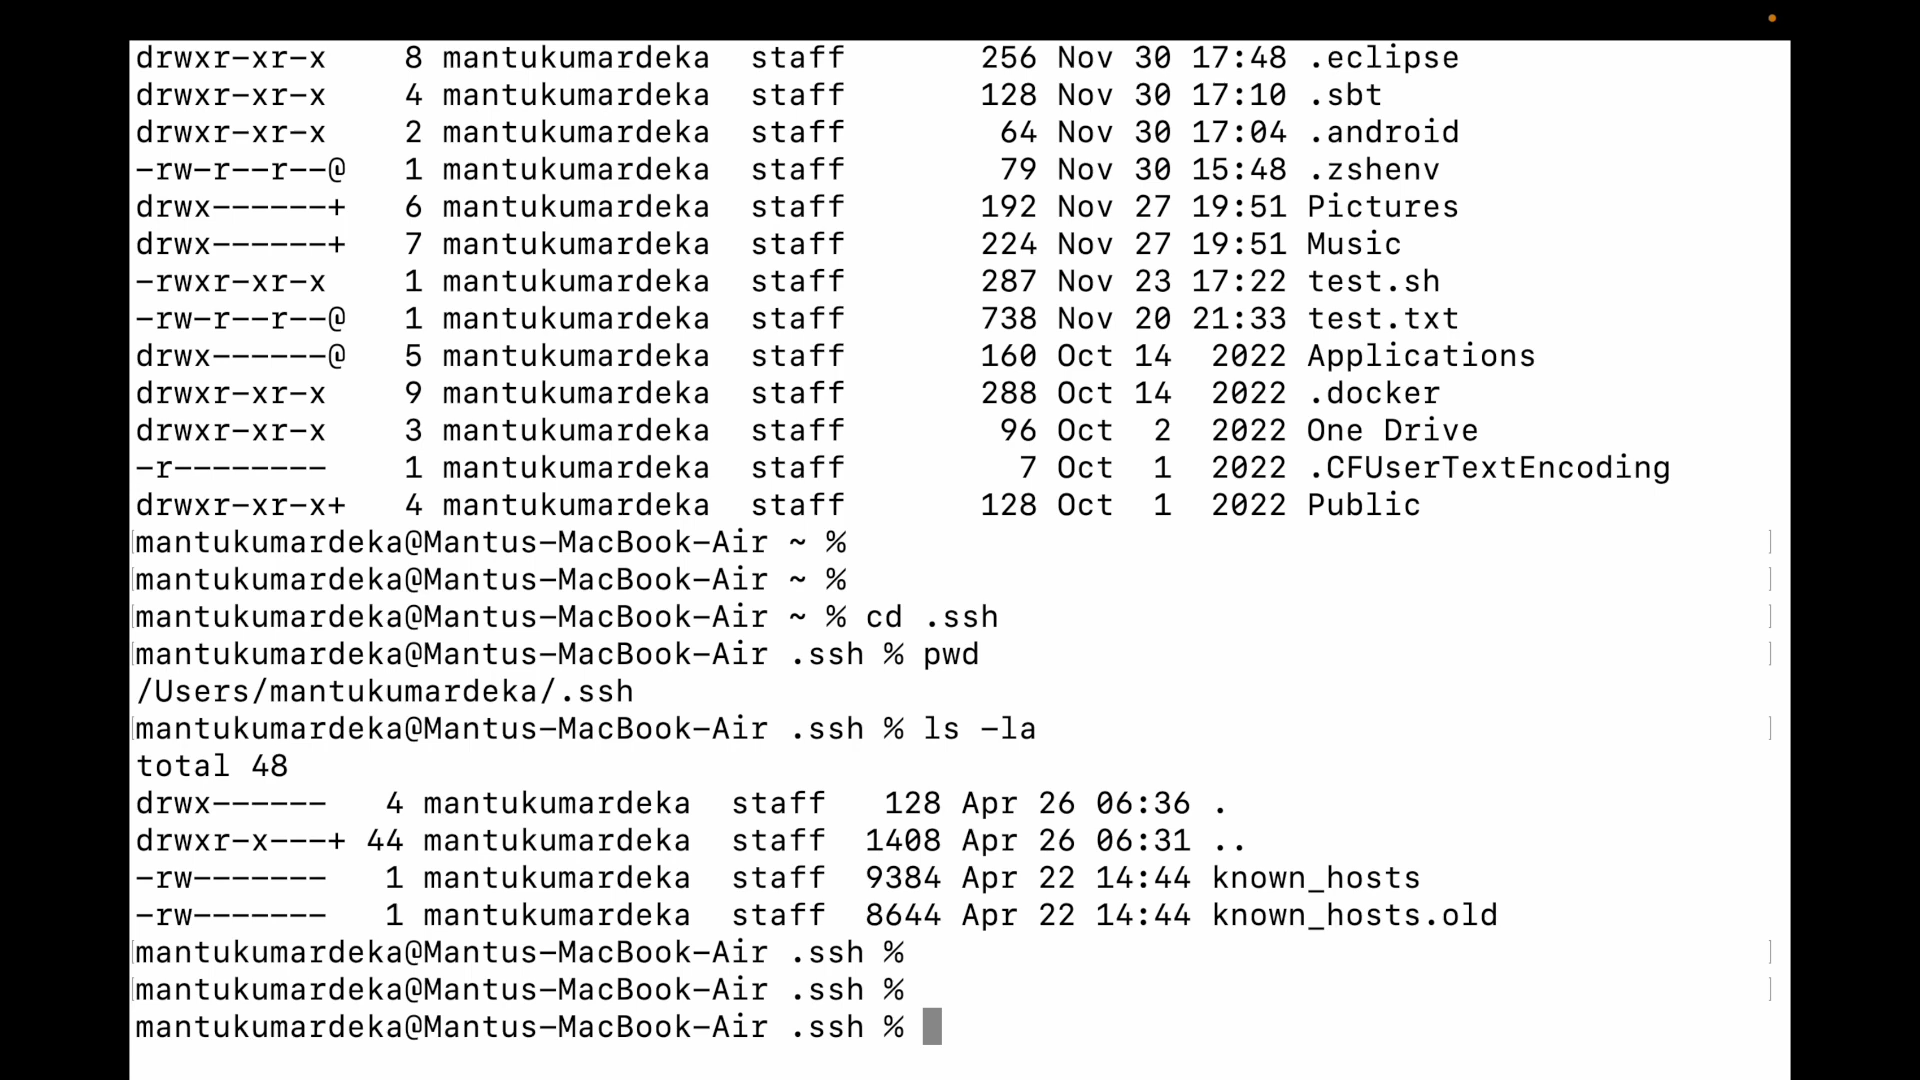 drwxr-xr-x    8 mantukumardeka  staff       256 Nov 30 17:48 .eclipse
drwxr-xr-x    4 mantukumardeka  staff       128 Nov 30 17:10 .sbt
drwxr-xr-x    2 mantukumardeka  staff        64 Nov 30 17:04 .android
-rw-r--r--@   1 mantukumardeka  staff        79 Nov 30 15:48 .zshenv
drwx------+   6 mantukumardeka  staff       192 Nov 27 19:51 Pictures
drwx------+   7 mantukumardeka  staff       224 Nov 27 19:51 Music
-rwxr-xr-x    1 mantukumardeka  staff       287 Nov 23 17:22 test.sh
-rw-r--r--@   1 mantukumardeka  staff       738 Nov 20 21:33 test.txt
drwx------@   5 mantukumardeka  staff       160 Oct 14  2022 Applications
drwxr-xr-x    9 mantukumardeka  staff       288 Oct 14  2022 .docker
drwxr-xr-x    3 mantukumardeka  staff        96 Oct  2  2022 One Drive
-r--------    1 mantukumardeka  staff         7 Oct  1  2022 .CFUserTextEncoding
drwxr-xr-x+   4 mantukumardeka  staff       128 Oct  1  2022 Public
mantukumardeka@Mantus-MacBook-Air ~ %
mantukumardeka@Mantus-MacBook-Air ~ %
mantukumardeka@Mantus-MacBook-Air ~ % cd .ssh
mantukumardeka@Mantus-MacBook-Air .ssh % pwd
/Users/mantukumardeka/.ssh
mantukumardeka@Mantus-MacBook-Air .ssh % ls -la
total 48
drwx------   4 mantukumardeka  staff   128 Apr 26 06:36 .
drwxr-x---+ 44 mantukumardeka  staff  1408 Apr 26 06:31 ..
-rw-------   1 mantukumardeka  staff  9384 Apr 22 14:44 known_hosts
-rw-------   1 mantukumardeka  staff  8644 Apr 22 14:44 known_hosts.old
mantukumardeka@Mantus-MacBook-Air .ssh %
mantukumardeka@Mantus-MacBook-Air .ssh %
mantukumardeka@Mantus-MacBook-Air .ssh %